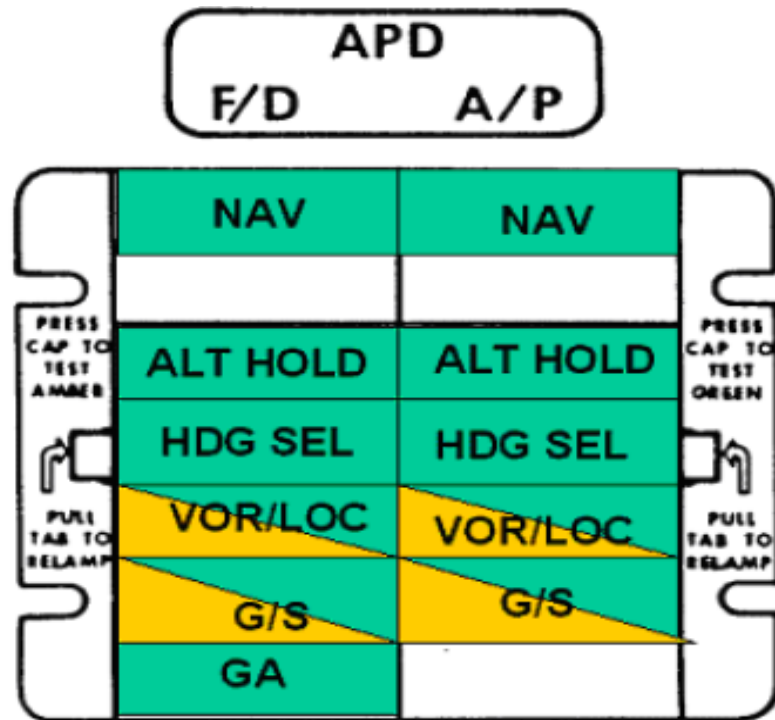 APD
F/D A/P
NAV NAV
ALT HOLD ALT HOLD
HDG SEL HDG SEL
VOR/LOC VOR/LOC
G/S G/S
GA
PRESS
CAP TO
TEST
AMBER
PULL
TAB TO
RELAMP
PRESS
CAP TO
TEST
GREEN
PULL
TAB TO
RELAMP